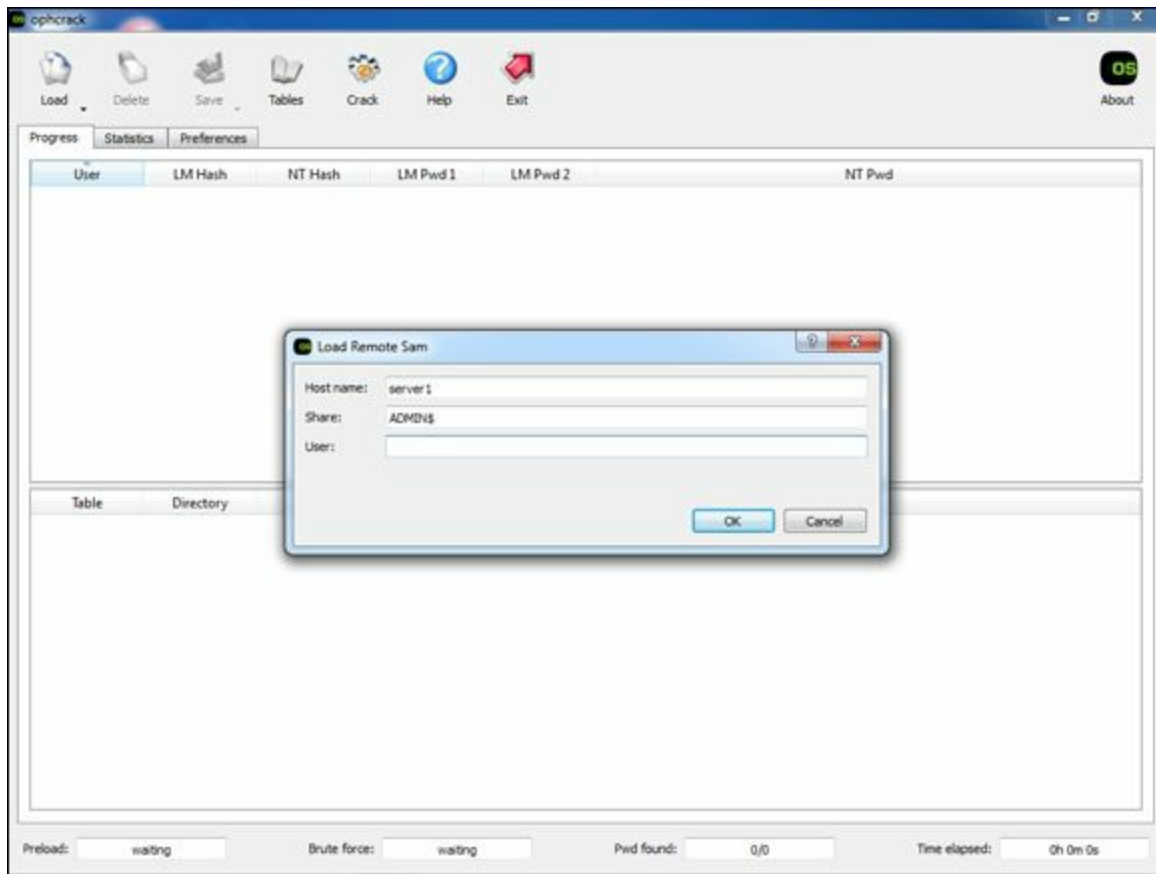 OS ophcrack
Load Delete Save Tables Crack Help Exit OS About
Progress Statistics Preferences
User LM Hash NT Hash LM Pwd 1 LM Pwd 2 NT Pwd
Load Remote Sam
Host name: server1
Share: ADMIN$
User:
OK Cancel
Table Directory
Preload: waiting Brute force: waiting Pwd found: 0/0 Time elapsed: 0h 0m 0s